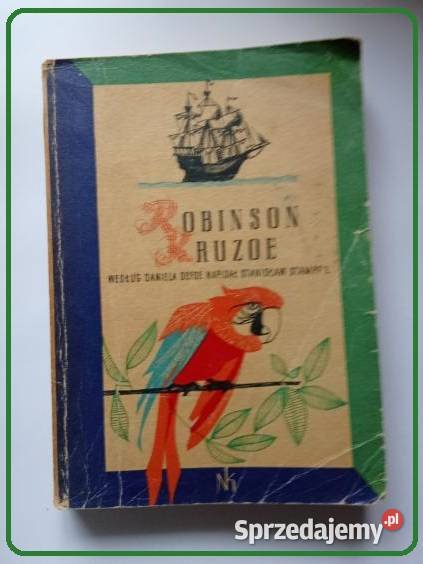 ROBINSON
KRUZOE
WEDŁUG DANIELA DEFOE NAPISAŁ STANISŁAW STAMPF'L
NK
Sprzedajemy.pl